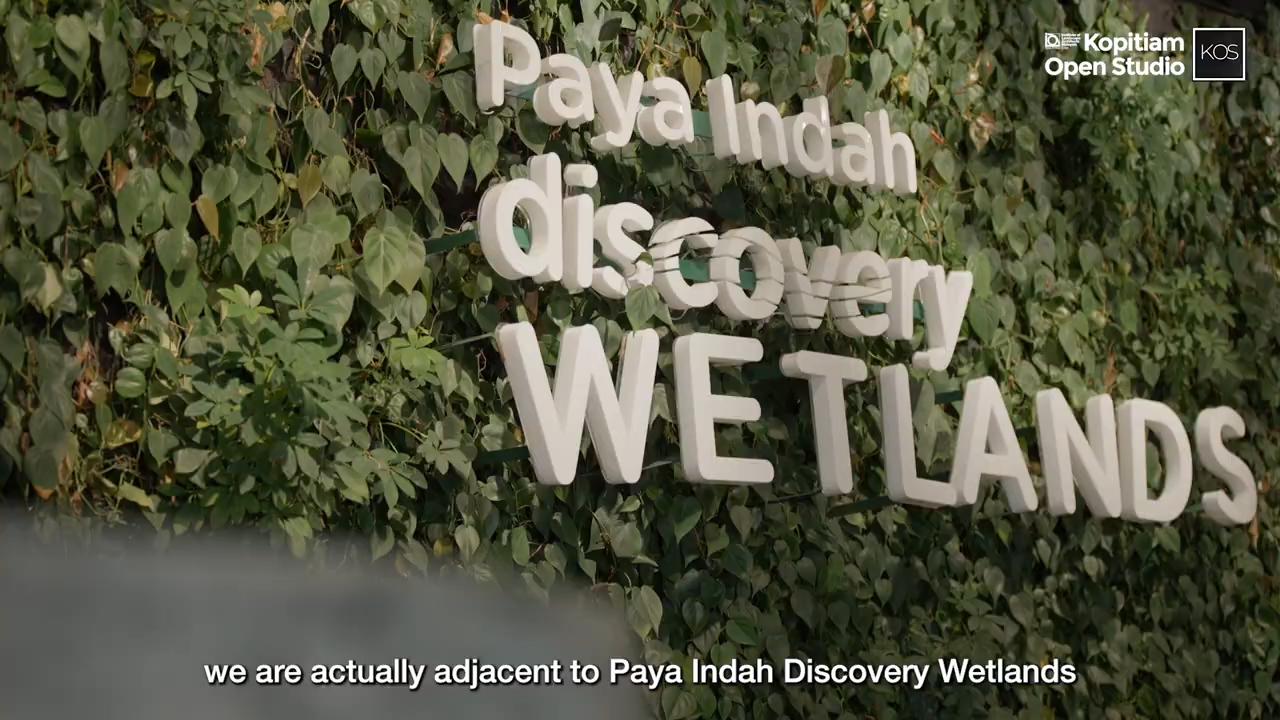 Paya Indah
discovery
WETLANDS
Kopitiam
Open Studio
KOS
we are actually adjacent to Paya Indah Discovery Wetlands